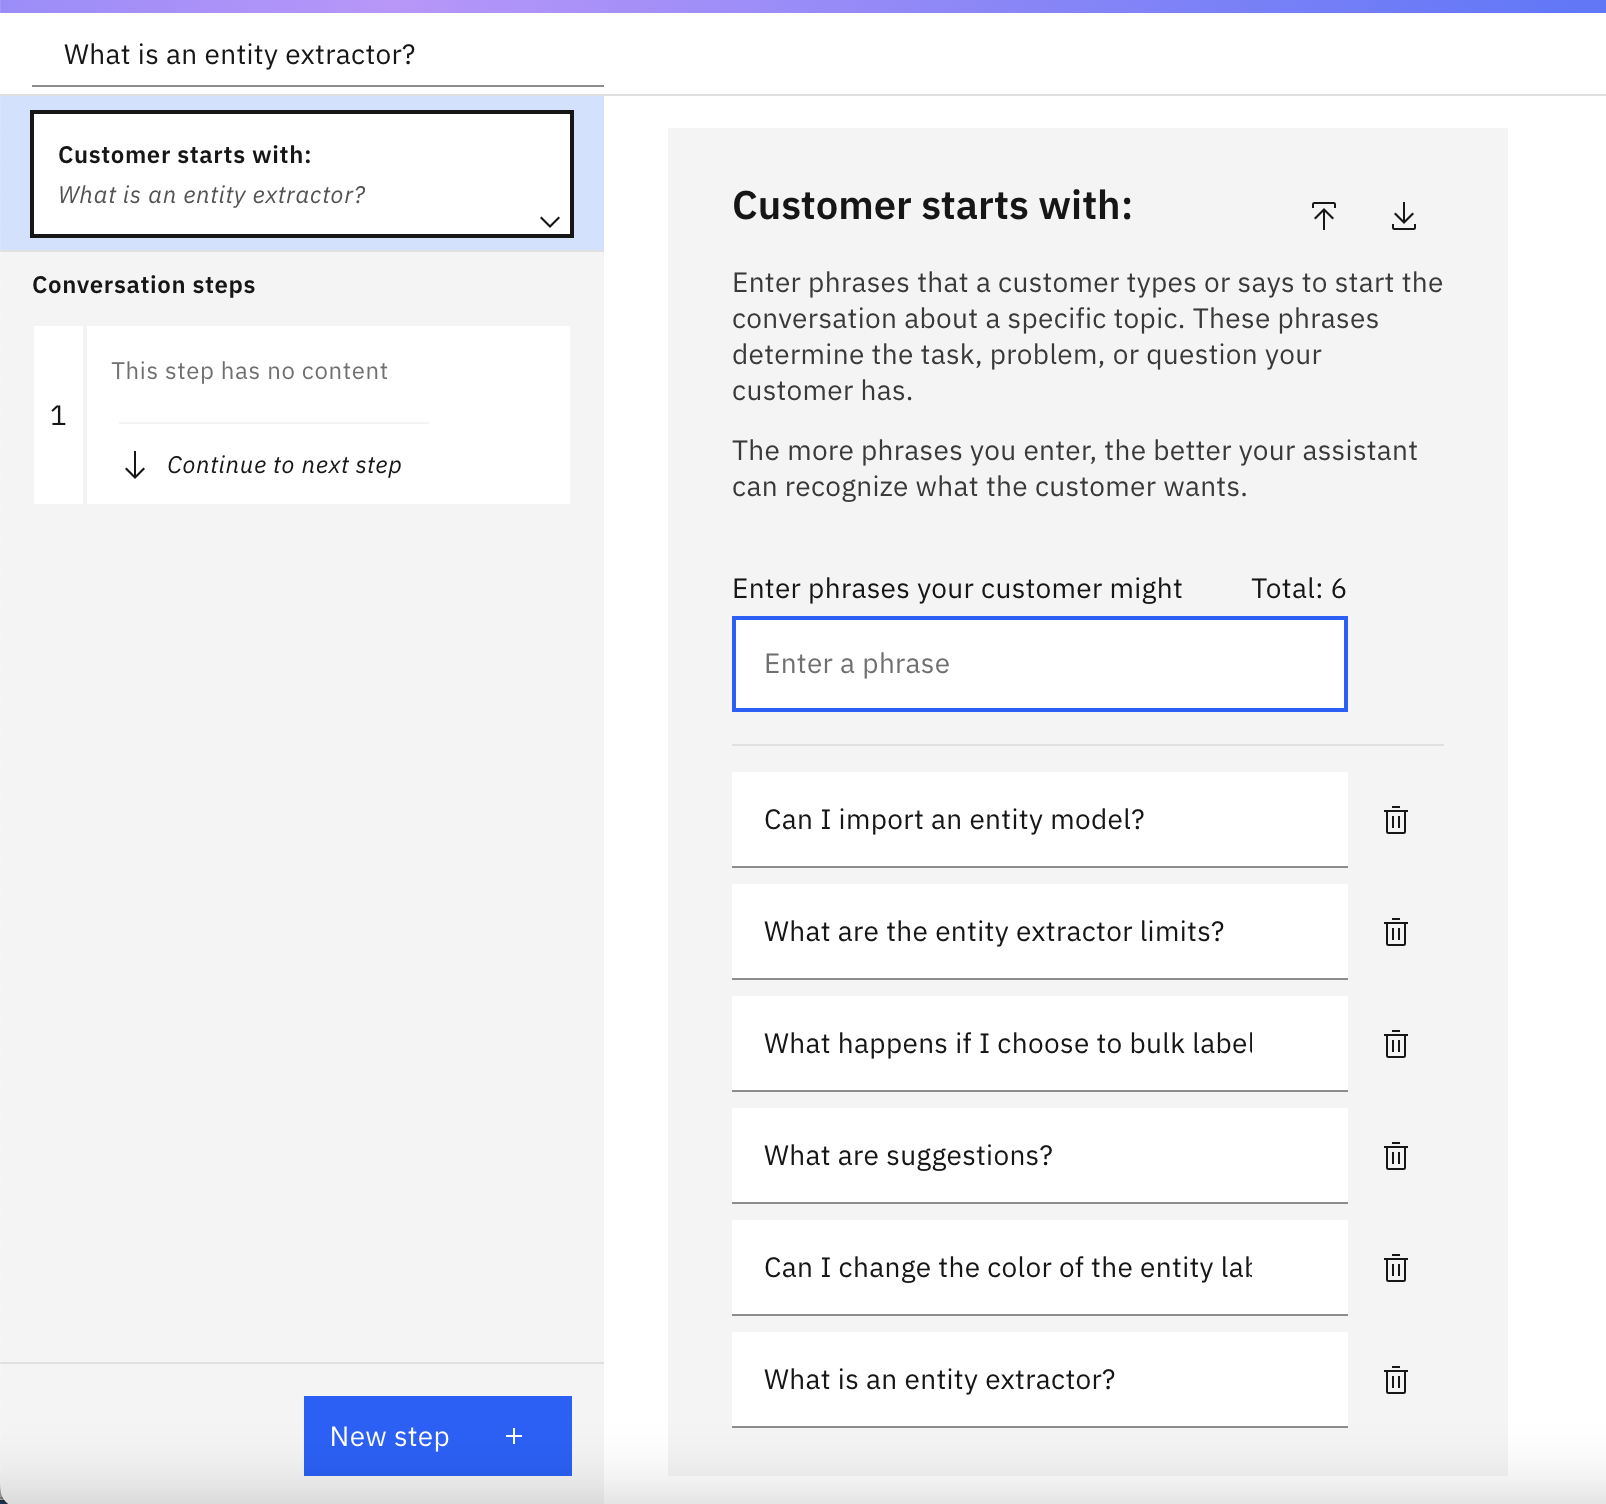 What is an entity extractor?
Customer starts with:
What is an entity extractor?
Conversation steps
1
This step has no content
Continue to next step
New step +
Customer starts with:
Enter phrases that a customer types or says to start the
conversation about a specific topic. These phrases
determine the task, problem, or question your
customer has.
The more phrases you enter, the better your assistant
can recognize what the customer wants.
Enter phrases your customer might Total: 6
Enter a phrase
Can I import an entity model?
What are the entity extractor limits?
What happens if I choose to bulk label
What are suggestions?
Can I change the color of the entity
What is an entity extractor?